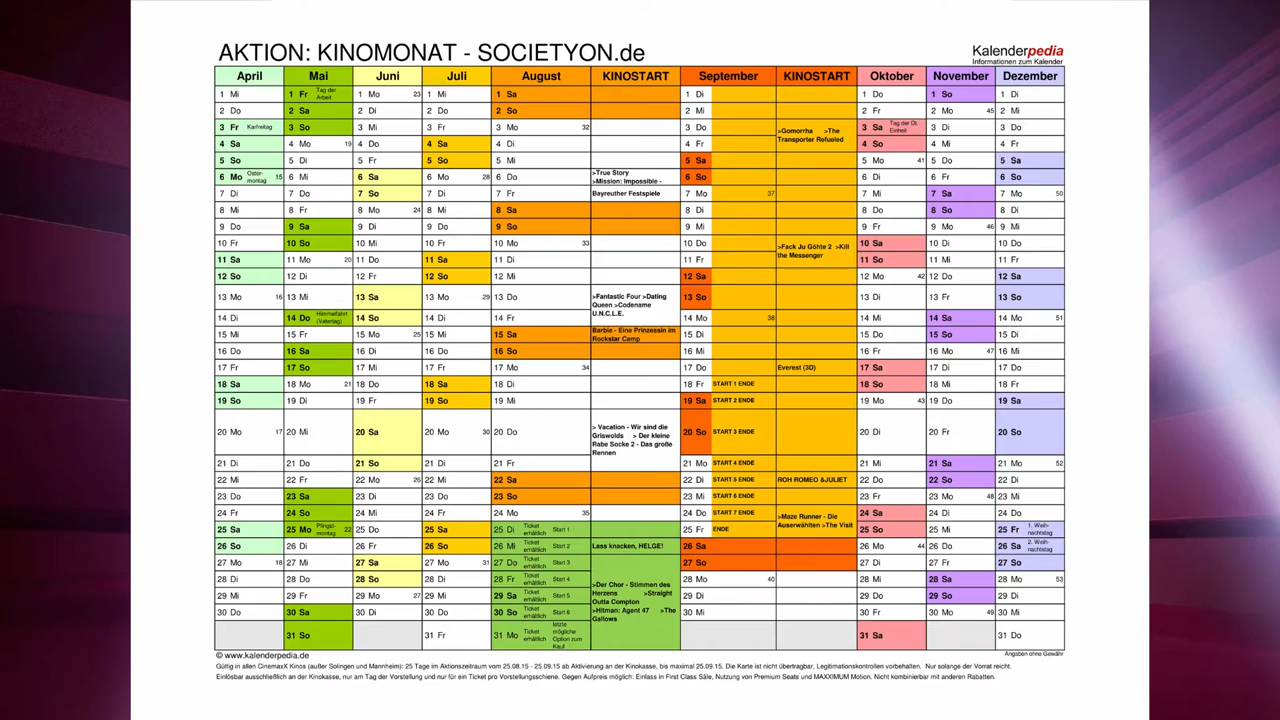 AKTION: KINOMONAT - SOCIETYON.de
Kalenderpedia
Informationen zum Kalender
April Mai Juni Juli August KINOSTART September KINOSTART Oktober November Dezember
1 Mi 1 Fr Tag der Arbeit 1 Mo 23 1 Mi 1 Sa 1 Di 1 Do 1 So 1 Di
2 Do 2 Sa 2 Di 2 Do 2 So 2 Mi 2 Fr 2 Mo 45 2 Mi
3 Fr Karfreitag 3 So 3 Mi 3 Fr 3 Mo 32 3 Do >Gomorrha >The Transporter Refueled 3 Sa Tag der Dt. Einheit 3 Di 3 Do
4 Sa 4 Mo 19 4 Do 4 Sa 4 Di 4 Fr 4 So 4 Mi 4 Fr
5 So 5 Di 5 Fr 5 So 5 Mi 5 Sa 5 Mo 41 5 Do 5 Sa
6 Mo Oster-montag 15 6 Mi 6 Sa 6 Mo 28 6 Do >True Story >Mission: Impossible - 6 So 6 Di 6 Fr 6 So
7 Di 7 Do 7 So 7 Di 7 Fr Bayreuther Festspiele 7 Mo 37 7 Mi 7 Sa 7 Mo 50
8 Mi 8 Fr 8 Mo 24 8 Mi 8 Sa 8 Di 8 Do 8 So 8 Di
9 Do 9 Sa 9 Di 9 Do 9 So 9 Mi 9 Fr 9 Mo 46 9 Mi
10 Fr 10 So 10 Mi 10 Fr 10 Mo 33 10 Do >Fack Ju Göhte 2 >Kill the Messenger 10 Sa 10 Di 10 Do
11 Sa 11 Mo 20 11 Do 11 Sa 11 Di 11 Fr 11 So 11 Mi 11 Fr
12 So 12 Di 12 Fr 12 So 12 Mi 12 Sa 12 Mo 42 12 Do 12 Sa
13 Mo 16 13 Mi 13 Sa 13 Mo 29 13 Do >Fantastic Four >Dating Queen >Codename U.N.C.L.E. 13 So 13 Di 13 Fr 13 So
14 Di 14 Do Himmelfahrt (Vatertag) 14 So 14 Di 14 Fr 14 Mo 38 14 Mi 14 Sa 14 Mo 51
15 Mi 15 Fr 15 Mo 25 15 Mi 15 Sa Barbie - Eine Prinzessin im Rockstar Camp 15 Di 15 Do 15 So 15 Di
16 Do 16 Sa 16 Di 16 Do 16 So 16 Mi 16 Fr 16 Mo 47 16 Mi
17 Fr 17 So 17 Mi 17 Fr 17 Mo 34 17 Do Everest (3D) 17 Sa 17 Di 17 Do
18 Sa 18 Mo 21 18 Do 18 Sa 18 Di 18 Fr START 1 ENDE 18 So 18 Mi 18 Fr
19 So 19 Di 19 Fr 19 So 19 Mi 19 Sa START 2 ENDE 19 Mo 43 19 Do 19 Sa
20 Mo 17 20 Mi 20 Sa 20 Mo 30 20 Do > Vacation - Wir sind die Griswolds > Der kleine Rabe Socke 2 - Das große Rennen 20 So START 3 ENDE 20 Di 20 Fr 20 So
21 Di 21 Do 21 So 21 Di 21 Fr 21 Mo START 4 ENDE 21 Mi 21 Sa 21 Mo 52
22 Mi 22 Fr 22 Mo 26 22 Mi 22 Sa 22 Di START 5 ENDE ROH ROMEO &JULIET 22 Do 22 So 22 Di
23 Do 23 Sa 23 Di 23 Do 23 So 23 Mi START 6 ENDE 23 Fr 23 Mo 48 23 Mi
24 Fr 24 So 24 Mi 24 Fr 24 Mo 35 24 Do START 7 ENDE >Maze Runner - Die Auserwählten >The Visit 24 Sa 24 Di 24 Do
25 Sa 25 Mo Pfingst-montag 22 25 Do 25 Sa 25 Di Ticket erhältlich Start 1 25 Fr ENDE 25 So 25 Mi 25 Fr 1. Weih-nachtstag
26 So 26 Di 26 Fr 26 So 26 Mi Ticket erhältlich Start 2 Lass knacken, HELGE! 26 Sa 26 Mo 44 26 Do 26 Sa 2. Weih-nachtstag
27 Mo 18 27 Mi 27 Sa 27 Mo 31 27 Do Ticket erhältlich Start 3 >Der Chor - Stimmen des Herzens >Straight Outta Compton >Hitman: Agent 47 >The Gallows 27 So 27 Di 27 Fr 27 So
28 Di 28 Do 28 So 28 Di 28 Fr Ticket erhältlich Start 4 28 Mo 40 28 Mi 28 Sa 28 Mo 53
29 Mi 29 Fr 29 Mo 27 29 Mi 29 Sa Ticket erhältlich Start 5 29 Di 29 Do 29 So 29 Di
30 Do 30 Sa 30 Di 30 Do 30 So Ticket erhältlich Start 6 30 Mi 30 Fr 30 Mo 49 30 Mi
31 So 31 Fr 31 Mo Ticket erhältlich letzte mögliche Option zum Kauf! 31 Sa 31 Do
© www.kalenderpedia.de Angaben ohne Gewähr
Gültig in allen CinemaxX Kinos (außer Solingen und Mannheim): 25 Tage im Aktionszeitraum vom 25.08.15 - 25.09.15 ab Aktivierung an der Kinokasse, bis maximal 25.09.15. Die Karte ist nicht übertragbar, Legitimationskontrollen vorbehalten. Nur solange der Vorrat reicht.
Einlösbar ausschließlich an der Kinokasse, nur am Tag der Vorstellung und nur für ein Ticket pro Vorstellungsschiene. Gegen Aufpreis möglich: Einlass in First Class Säle, Nutzung von Premium Seats und MAXXIMUM Motion. Nicht kombinierbar mit anderen Rabatten.